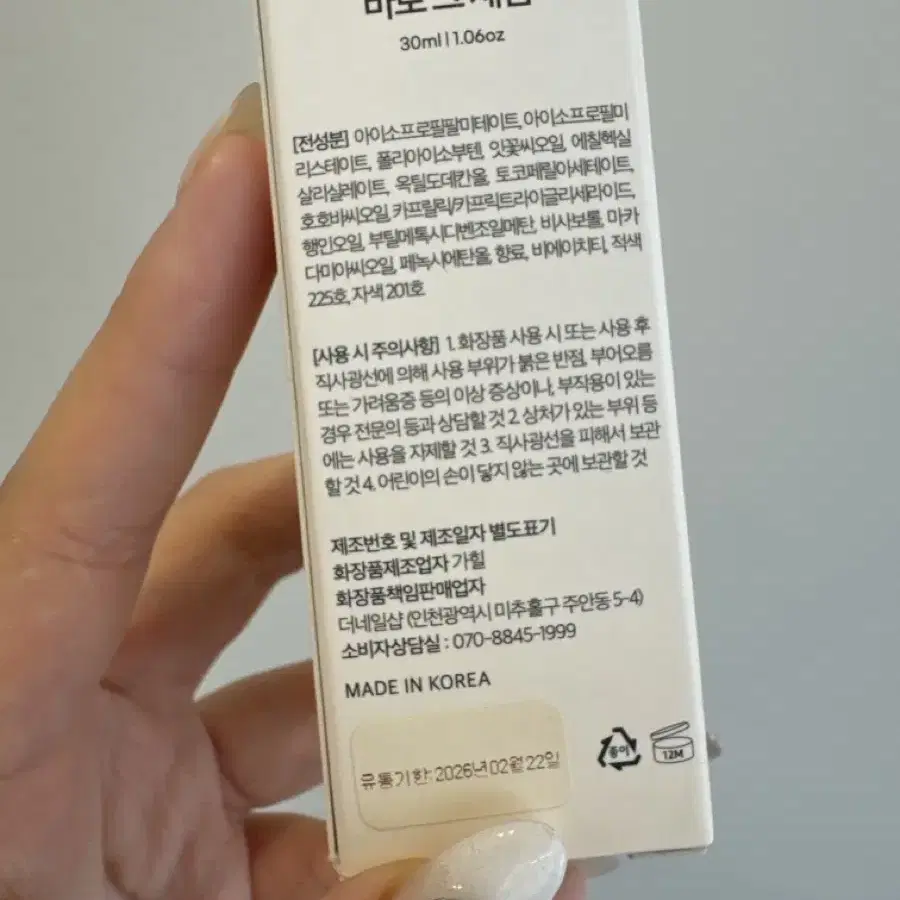 30ml | 1.06oz
[전성분] 아이소프로필팔미테이트, 아이소프로필미
리스테이트, 폴리아이소부텐, 잇꽃씨오일, 에칠헥실
살리실레이트, 옥틸도데칸올, 토코페릴아세테이트,
호호바씨오일, 카프릴릭/카프릭트라이글리세라이드,
행인오일, 부틸메톡시디벤조일메탄, 비사보롤, 마카
다미아씨오일, 페녹시에탄올, 향료, 비에이치티, 적색
225호, 자색 201호
[사용 시 주의사항] 1. 화장품 사용 시 또는 사용 후
직사광선에 의해 사용 부위가 붉은 반점, 부어오름
또는 가려움증 등의 이상 증상이나, 부작용이 있는
경우 전문의 등과 상담할 것 2. 상처가 있는 부위 등
에는 사용을 자제할 것 3. 직사광선을 피해서 보관
할 것 4. 어린이의 손이 닿지 않는 곳에 보관할 것
제조번호 및 제조일자 별도표기
화장품제조업자 가힐
화장품책임판매업자
더네일샵 (인천광역시 미추홀구 주안동 5-4)
소비자상담실 : 070-8845-1999
MADE IN KOREA
유통기한: 2026년 02월 22일
종이
12M